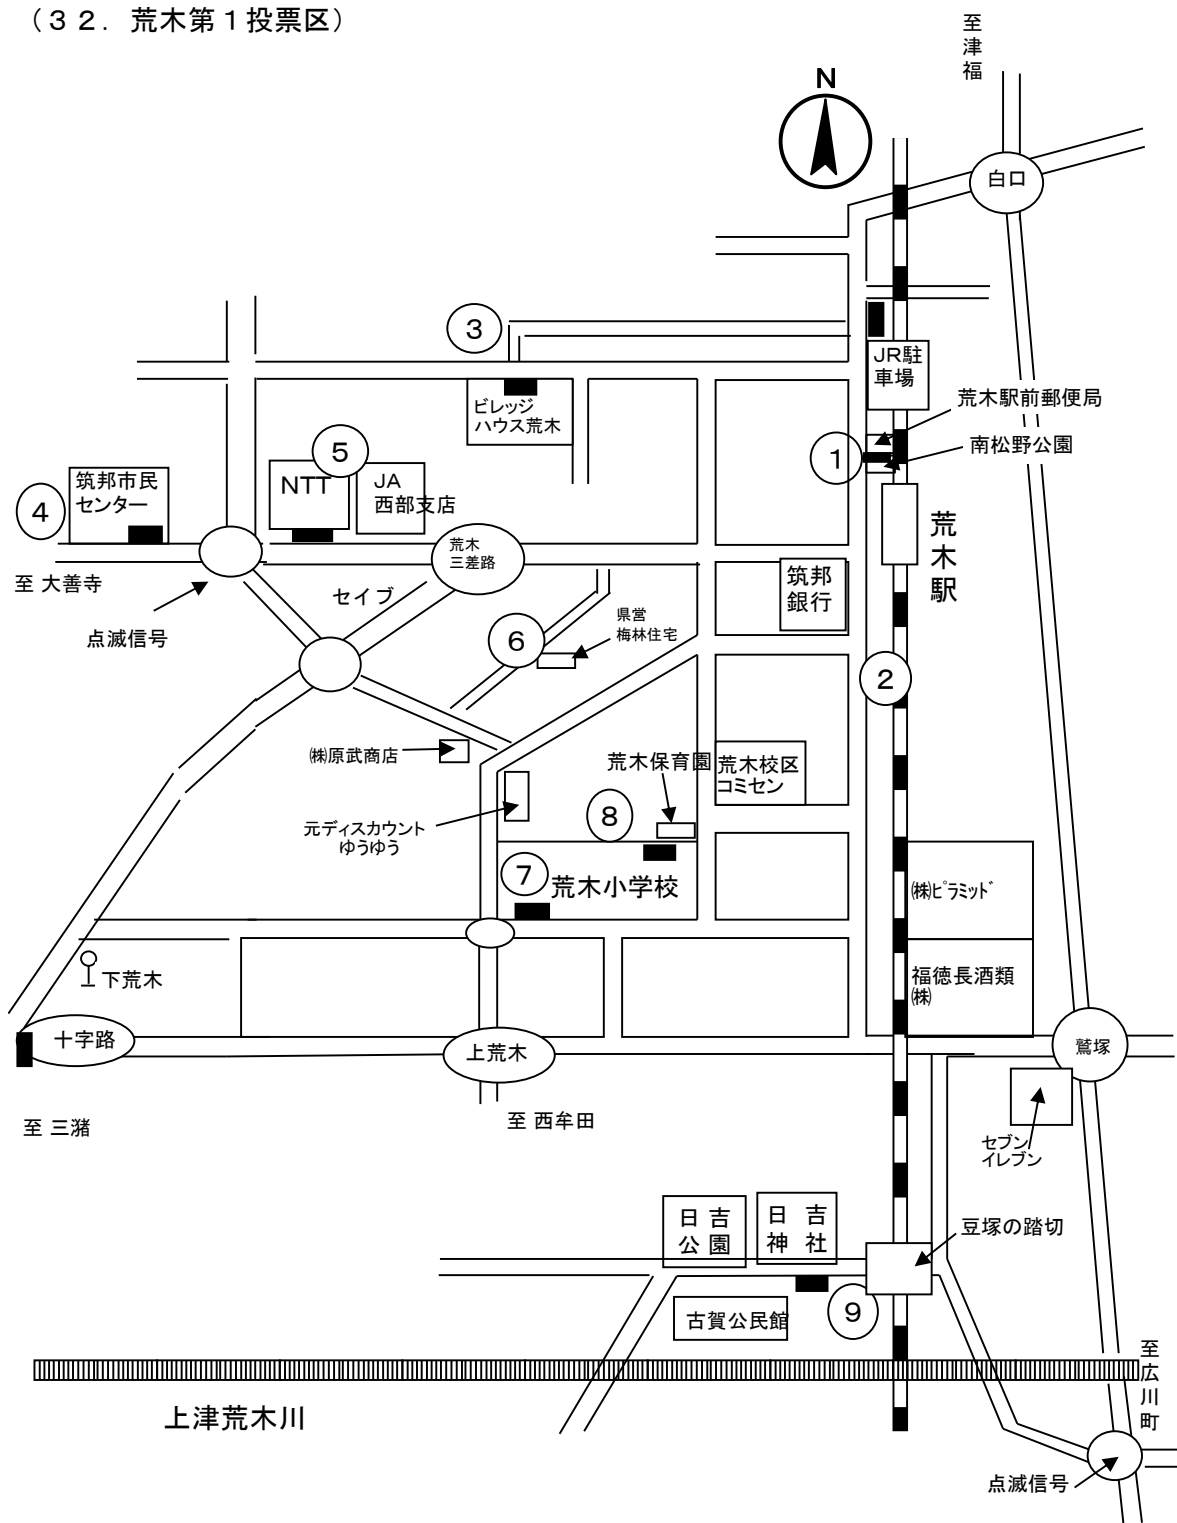 （３２．荒木第１投票区）
至
津
福
N
白口
③
JR駐
車場
ビレッジ
ハウス荒木
荒木駅前郵便局
①
南松野公園
⑤
筑邦市民
センター
NTT
JA
西部支店
④
荒木
三差路
荒
木
駅
至 大善寺
セイブ
筑邦
銀行
点滅信号
⑥
県営
梅林住宅
②
㈱原武商店
荒木保育園
荒木校区
コミセン
元ディスカウント
ゆうゆう
⑧
⑦
荒木小学校
㈱ピラミッド
下荒木
福徳長酒類
㈱
十字路
上荒木
鷲塚
至 三潴
至 西牟田
セブン
イレブン
日 吉
公 園
日 吉
神 社
豆塚の踏切
古賀公民館
⑨
至
広
川
町
上津荒木川
点滅信号